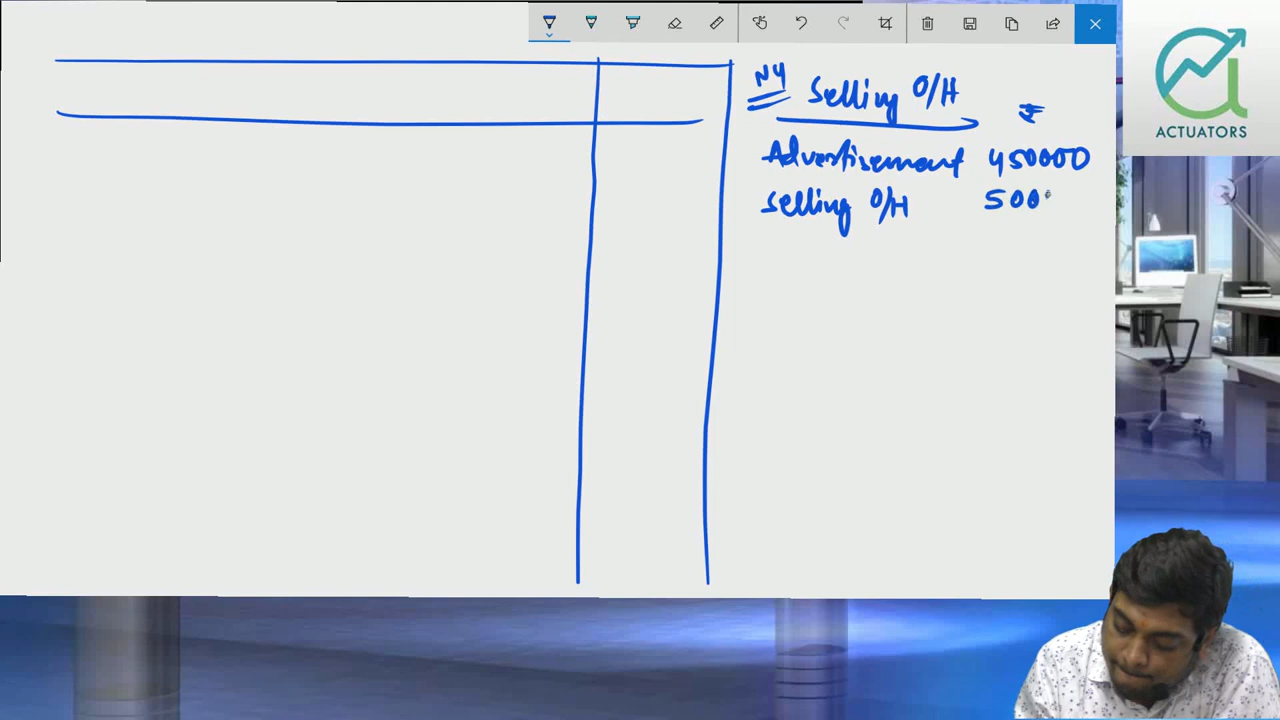 N4 Selling O/H
₹
Advertisement 450000
Selling O/H 500
ACTUATORS